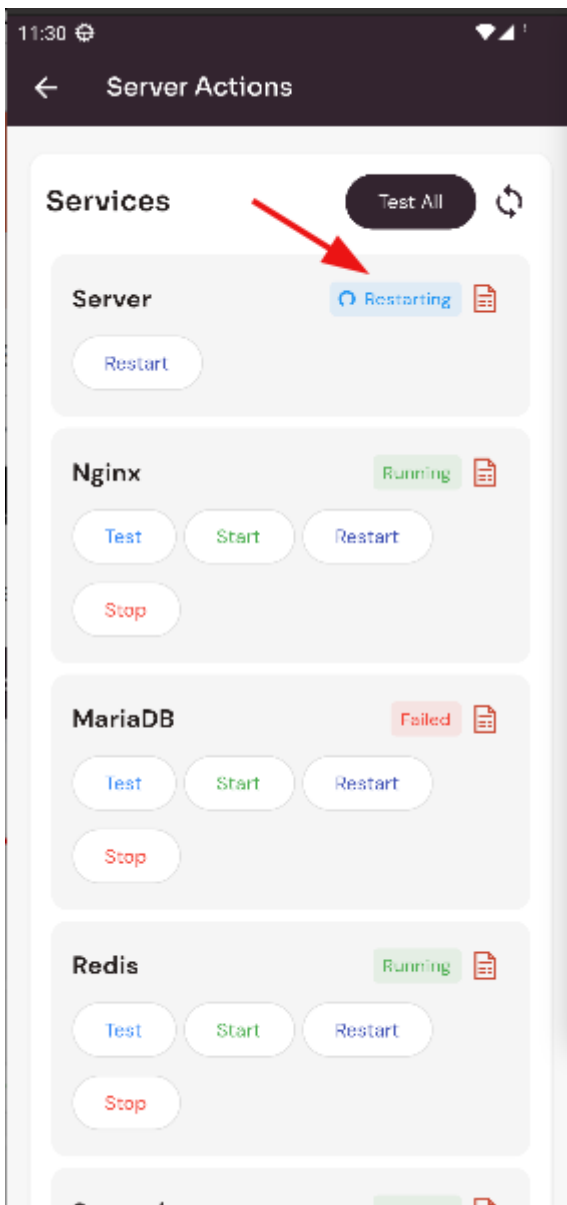 11:30
Server Actions
Services
Test All
Server
Restarting
Restart
Nginx
Running
Test Start Restart
Stop
MariaDB
Failed
Test Start Restart
Stop
Redis
Running
Test Start Restart
Stop